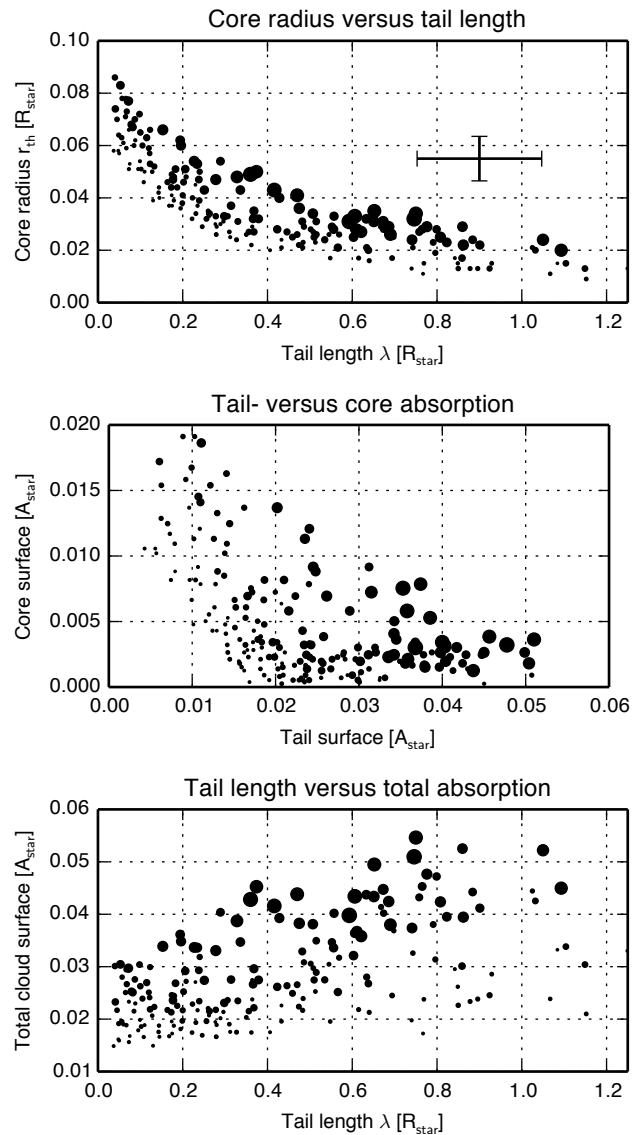 Core radius versus tail length
0.10
0.08
0.06
0.04
0.02
0.00
Core radius r_th [R_star]
0.0 0.2 0.4 0.6 0.8 1.0 1.2
Tail length λ [R_star]
Tail- versus core absorption
0.020
0.015
0.010
0.005
0.000
Core surface [A_star]
0.00 0.01 0.02 0.03 0.04 0.05 0.06
Tail surface [A_star]
Tail length versus total absorption
0.06
0.05
0.04
0.03
0.02
0.01
Total cloud surface [A_star]
0.0 0.2 0.4 0.6 0.8 1.0 1.2
Tail length λ [R_star]